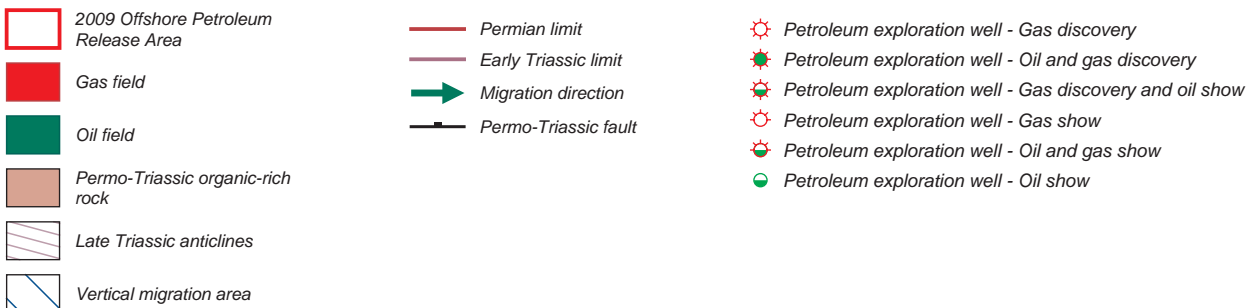 2009 Offshore Petroleum
Release Area
Gas field
Oil field
Permo-Triassic organic-rich
rock
Late Triassic anticlines
Vertical migration area
Permian limit
Early Triassic limit
Migration direction
Permo-Triassic fault
Petroleum exploration well - Gas discovery
Petroleum exploration well - Oil and gas discovery
Petroleum exploration well - Gas discovery and oil show
Petroleum exploration well - Gas show
Petroleum exploration well - Oil and gas show
Petroleum exploration well - Oil show